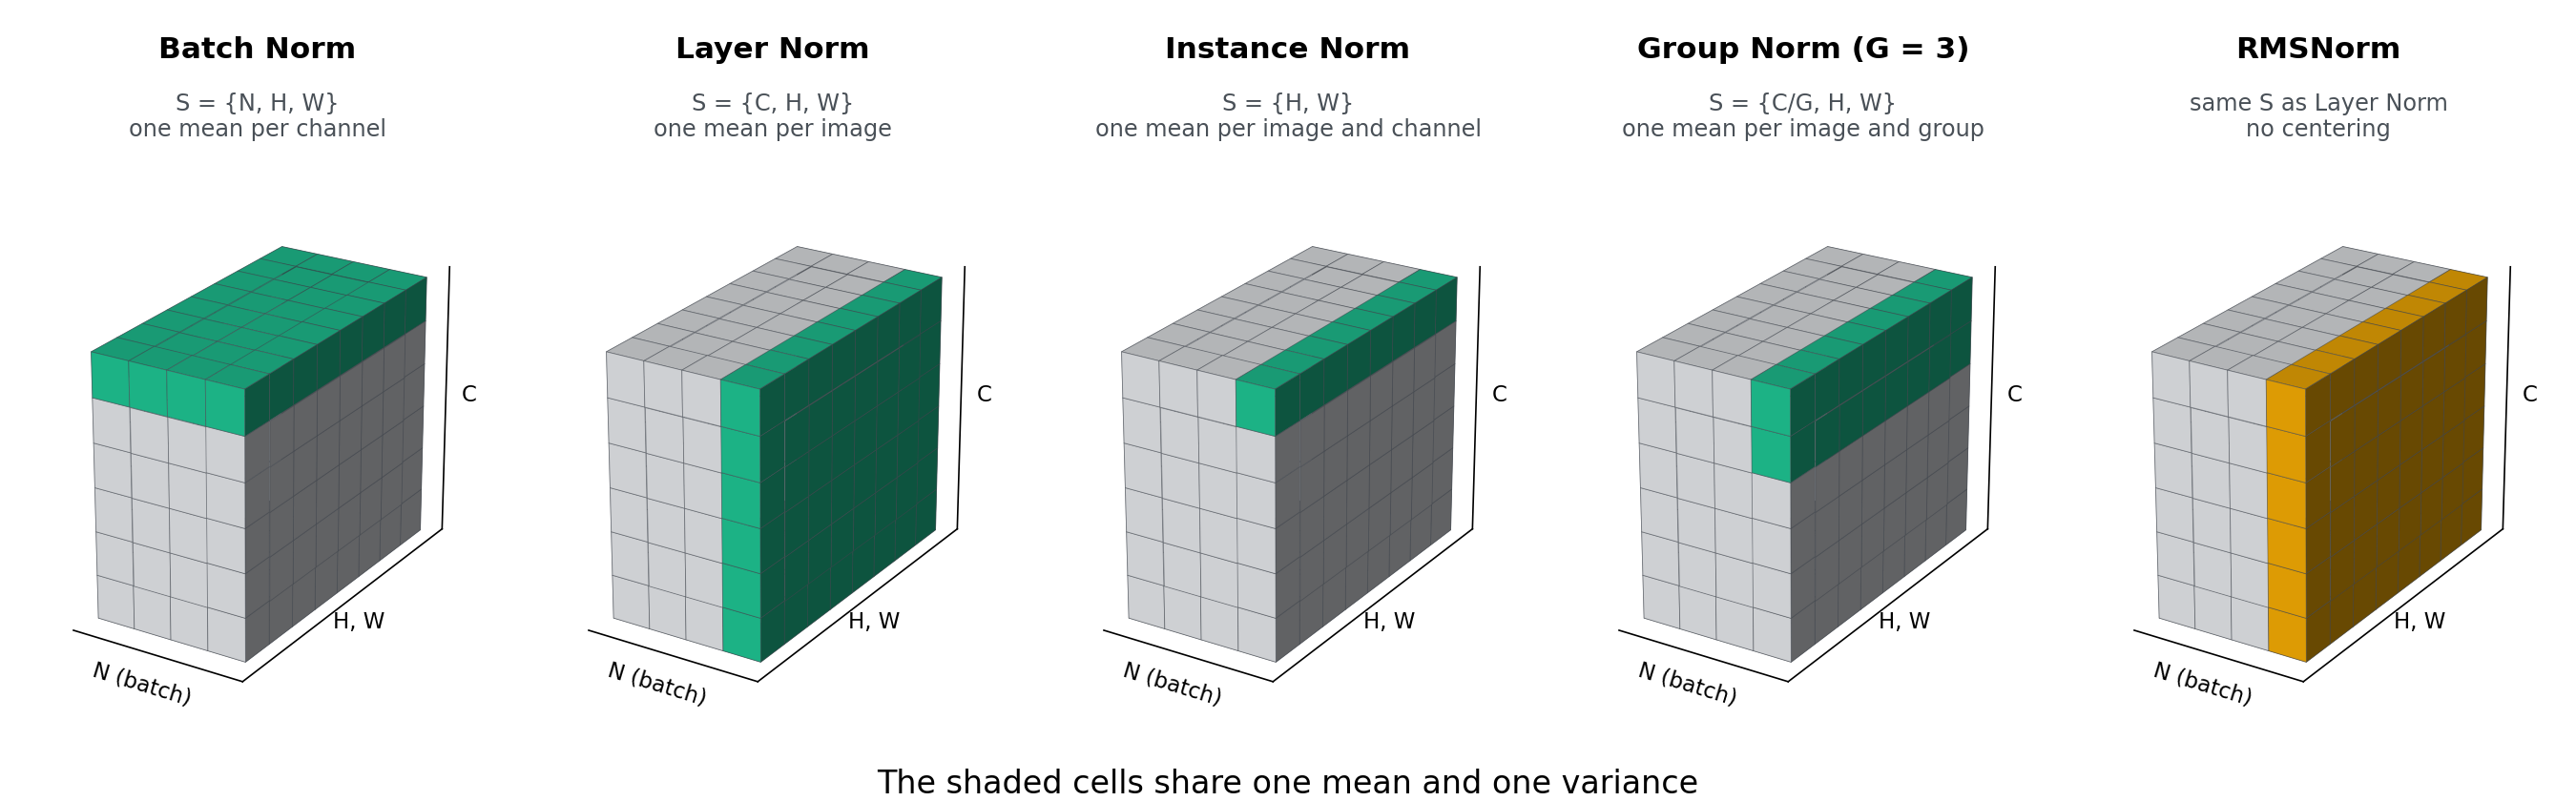 Batch Norm
S = {N, H, W}
one mean per channel
C
H, W
N (batch)
Layer Norm
S = {C, H, W}
one mean per image
C
H, W
N (batch)
Instance Norm
S = {H, W}
one mean per image and channel
C
H, W
N (batch)
Group Norm (G = 3)
S = {C/G, H, W}
one mean per image and group
C
H, W
N (batch)
RMSNorm
same S as Layer Norm
no centering
C
H, W
N (batch)
The shaded cells share one mean and one variance